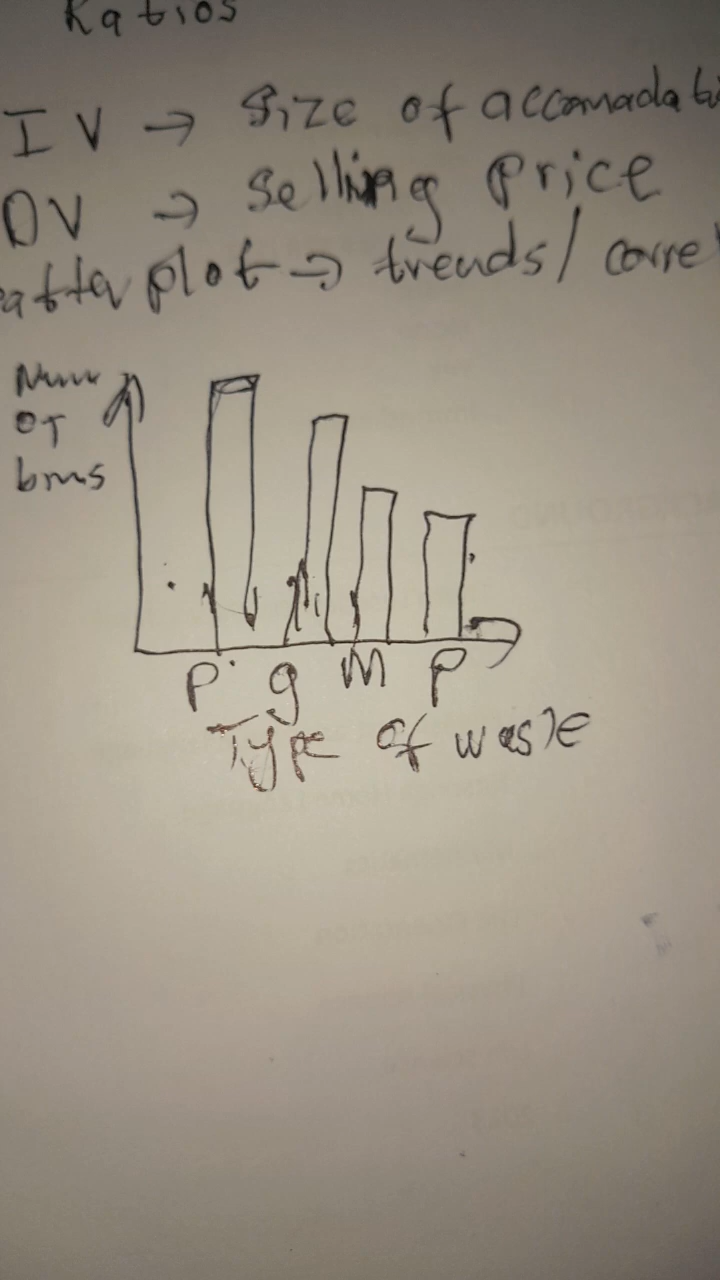 Ratios
IV → Size of accomadati
DV → Selling Price
atter plot → trends/ corre
Num
OF
bins
P g M P
Type of waste